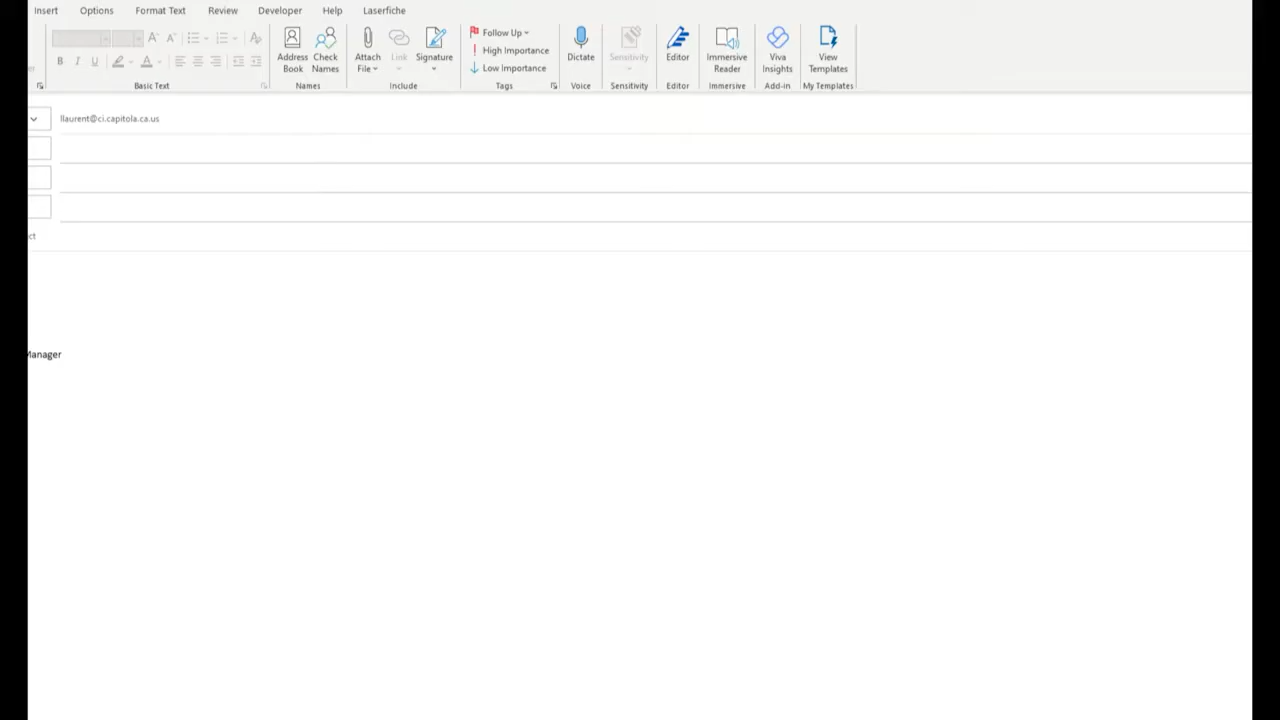 Insert Options Format Text Review Developer Help Laserfiche
A A
B I U A
Address Book
Check Names
Attach File
Link
Signature
Follow Up
High Importance
Low Importance
Dictate
Sensitivity
Editor
Immersive Reader
Viva Insights
View Templates
Basic Text Names Include Tags Voice Sensitivity Editor Immersive Add-in My Templates
llaurent@ci.capitola.ca.us
ct
Manager